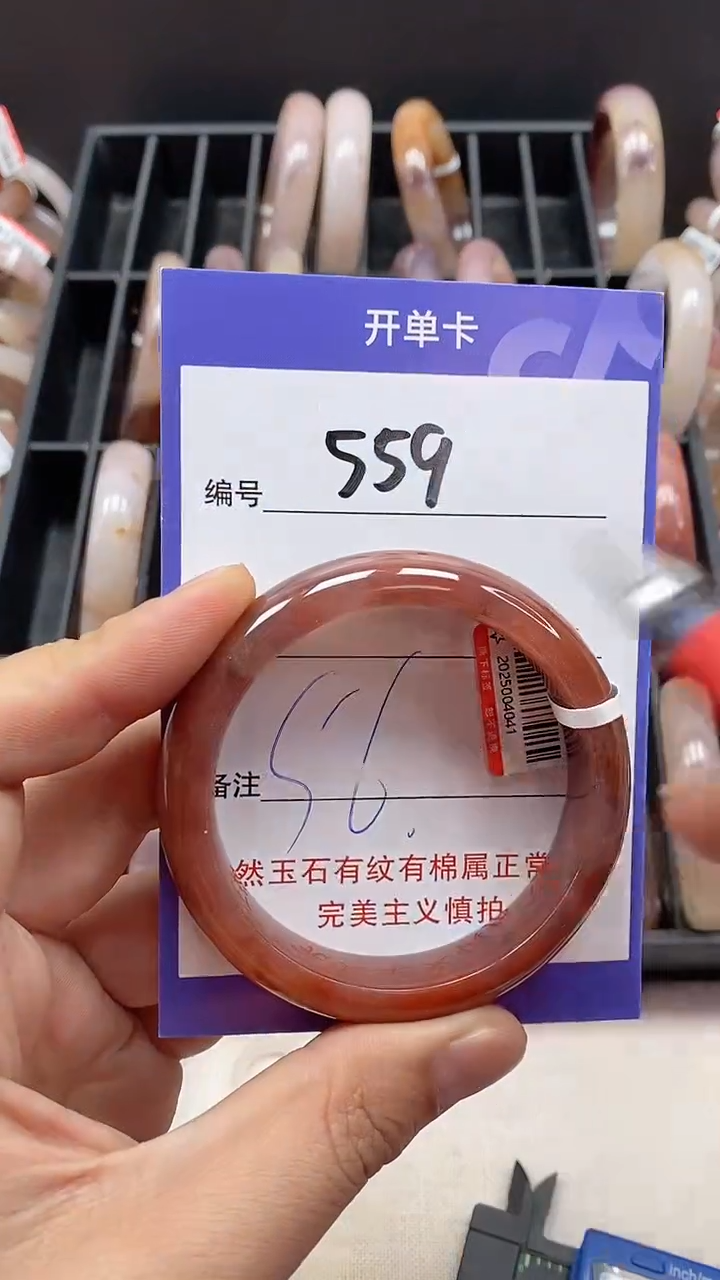 开单卡
编号 559
56.
备注
2025004041
然玉石有纹有棉属正常
完美主义慎拍
inch/